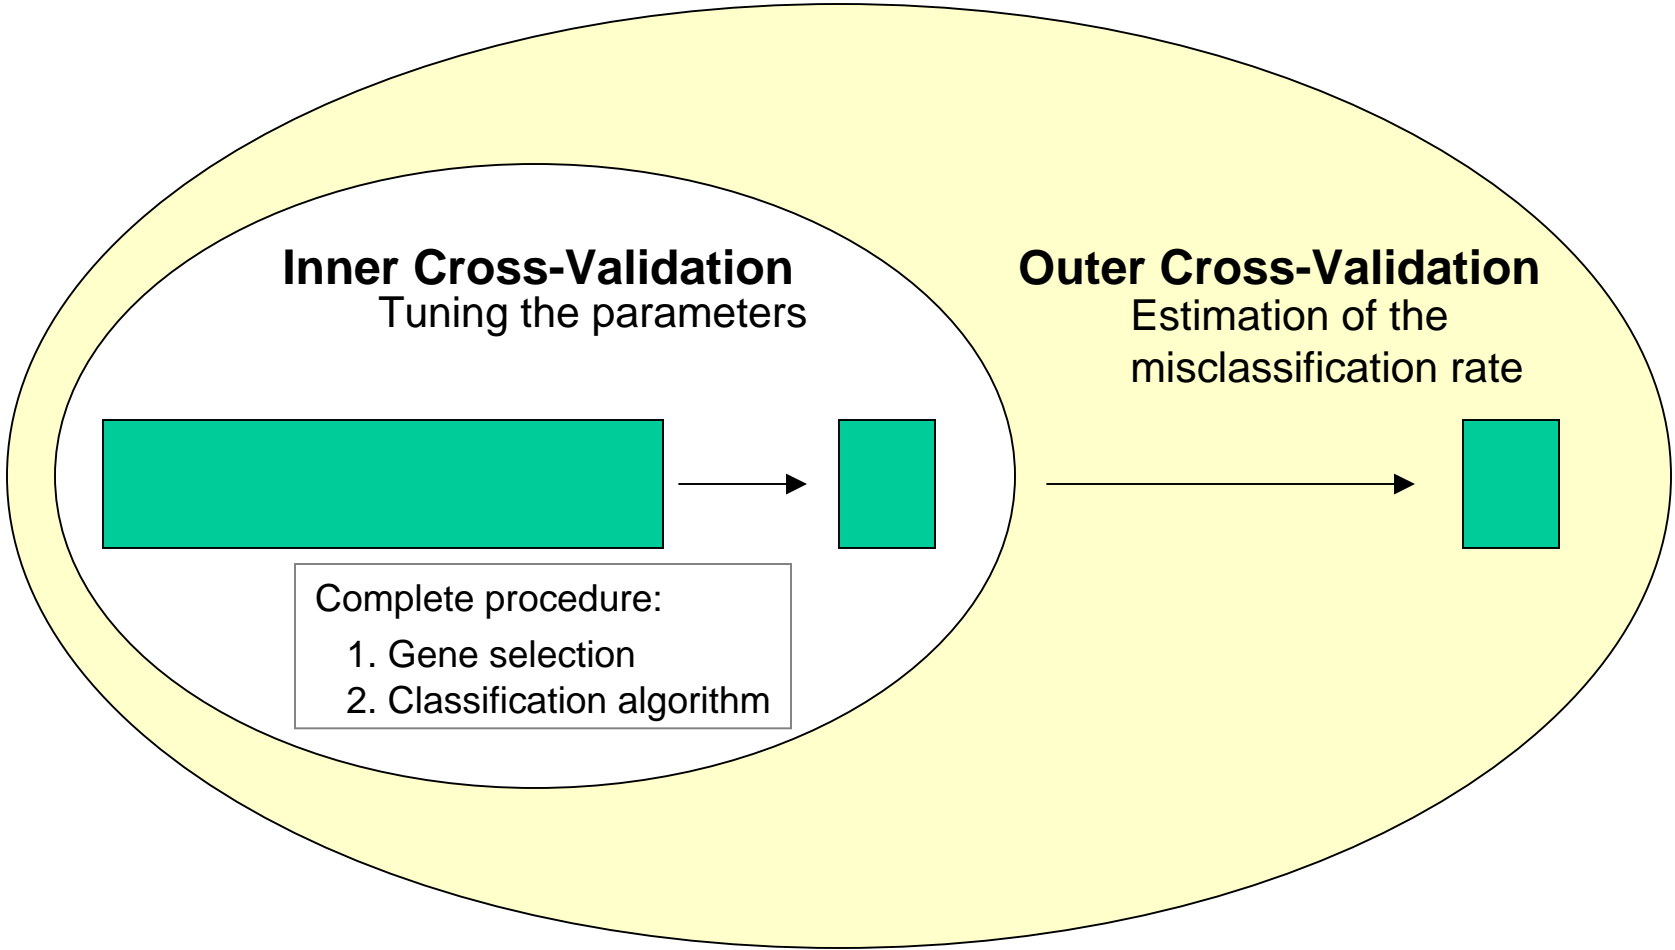 Inner Cross-Validation
Tuning the parameters
Outer Cross-Validation
Estimation of the
misclassification rate
Complete procedure:
1. Gene selection
2. Classification algorithm